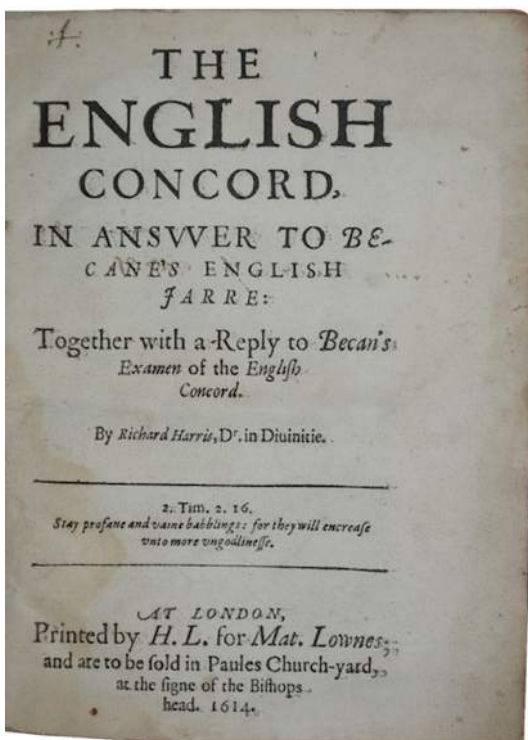 THE
ENGLISH
CONCORD,
IN ANSVVER TO BE-
CANE'S ENGLISH
JARRE:
Together with a Reply to Becan's
Examen of the Engliſh
Concord.
By Richard Harris, Dr. in Diuinitie.
2. Tim. 2. 16.
Stay profane and vaine babblings: for they will encreaſe
vnto more vngodlineſſe.
AT LONDON,
Printed by H. L. for Mat. Lownes;
and are to be ſold in Paules Church-yard,
at the ſigne of the Biſhops
head. 1614.